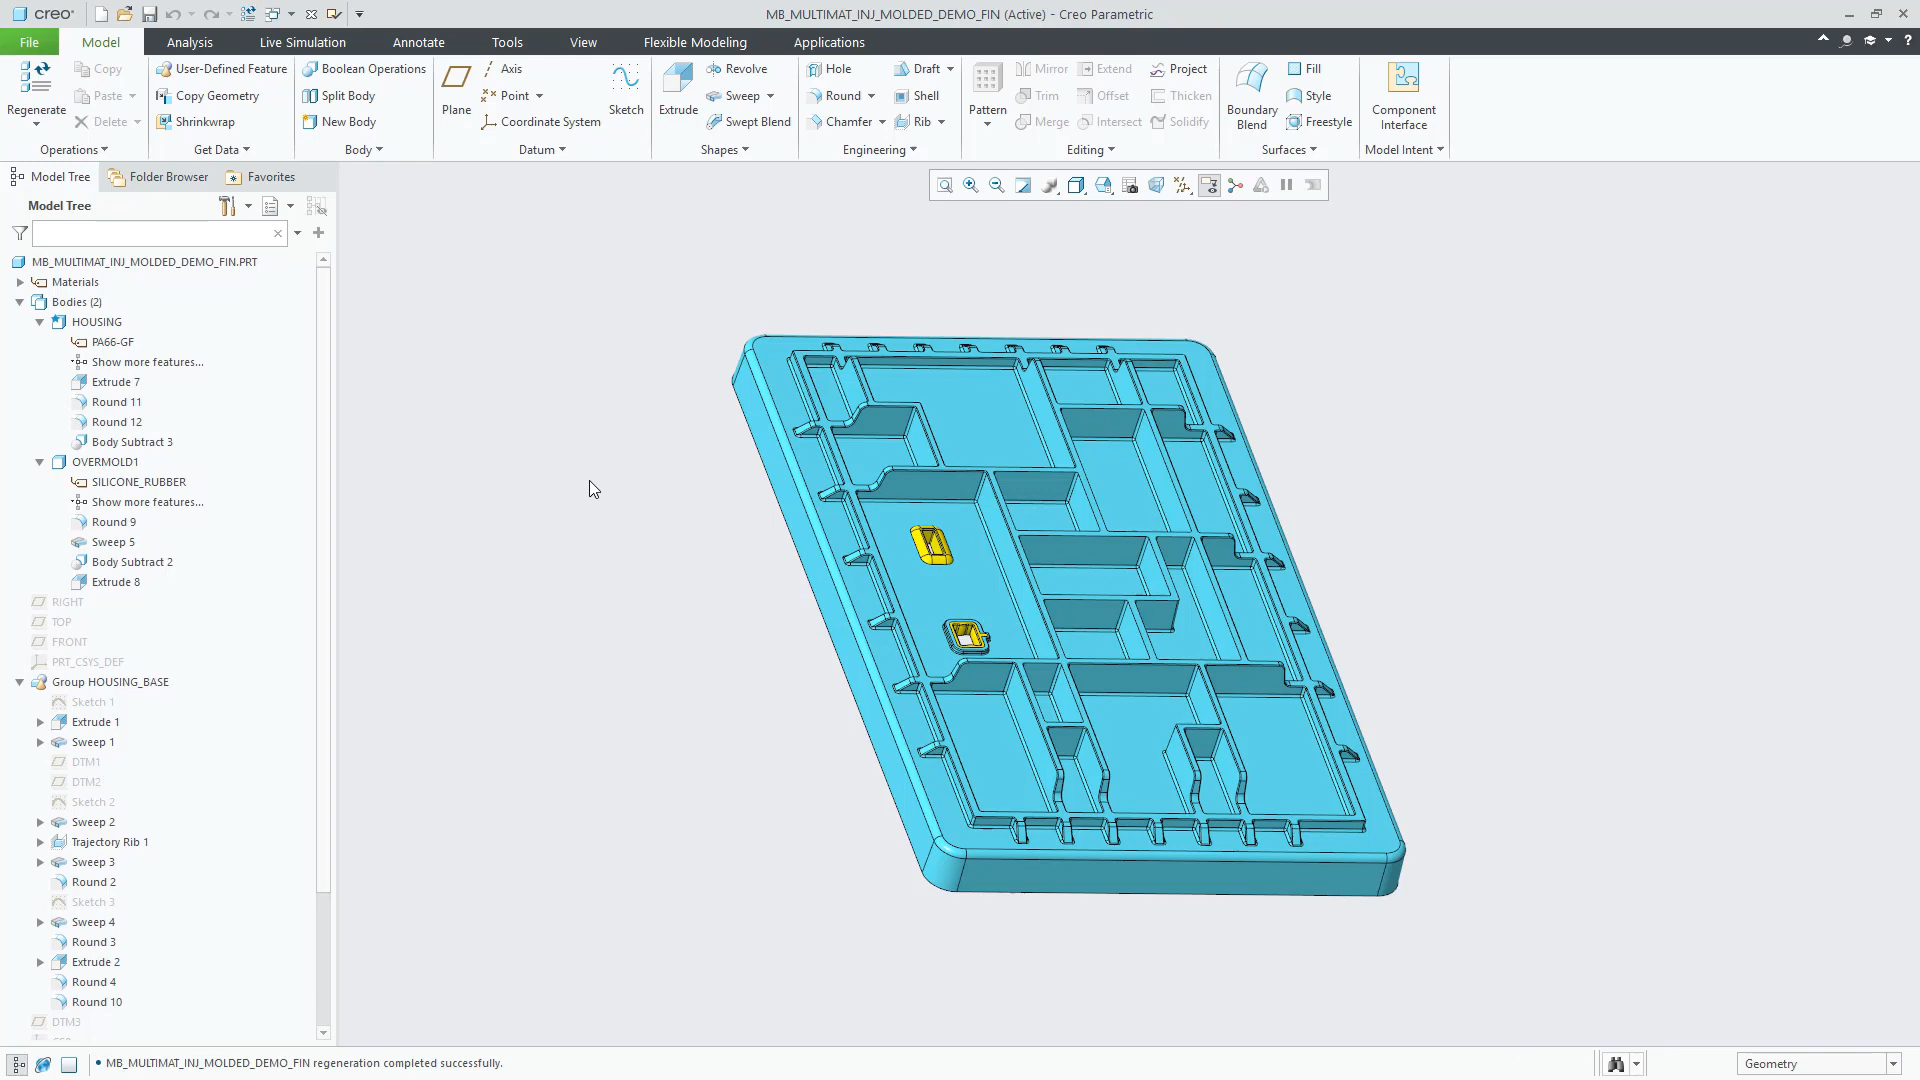 creo
MB_MULTIMAT_INJ_MOLDED_DEMO_FIN (Active) - Creo Parametric
File Model Analysis Live Simulation Annotate Tools View Flexible Modeling Applications
Regenerate
Copy
Paste
Delete
Operations
User-Defined Feature
Copy Geometry
Shrinkwrap
Get Data
Boolean Operations
Split Body
New Body
Body
Plane
Axis
Point
Coordinate System
Sketch
Datum
Extrude
Revolve
Sweep
Swept Blend
Shapes
Hole
Round
Chamfer
Draft
Shell
Rib
Engineering
Pattern
Mirror
Trim
Merge
Extend
Offset
Intersect
Project
Thicken
Solidify
Editing
Boundary
Blend
Fill
Style
Freestyle
Surfaces
Component
Interface
Model Intent
Model Tree Folder Browser Favorites
Model Tree
MB_MULTIMAT_INJ_MOLDED_DEMO_FIN.PRT
Materials
Bodies (2)
HOUSING
PA66-GF
Show more features...
Extrude 7
Round 11
Round 12
Body Subtract 3
OVERMOLD1
SILICONE_RUBBER
Show more features...
Round 9
Sweep 5
Body Subtract 2
Extrude 8
RIGHT
TOP
FRONT
PRT_CSYS_DEF
Group HOUSING_BASE
Sketch 1
Extrude 1
Sweep 1
DTM1
DTM2
Sketch 2
Sweep 2
Trajectory Rib 1
Sweep 3
Round 2
Sketch 3
Sweep 4
Round 3
Extrude 2
Round 4
Round 10
DTM3
• MB_MULTIMAT_INJ_MOLDED_DEMO_FIN regeneration completed successfully.
Geometry